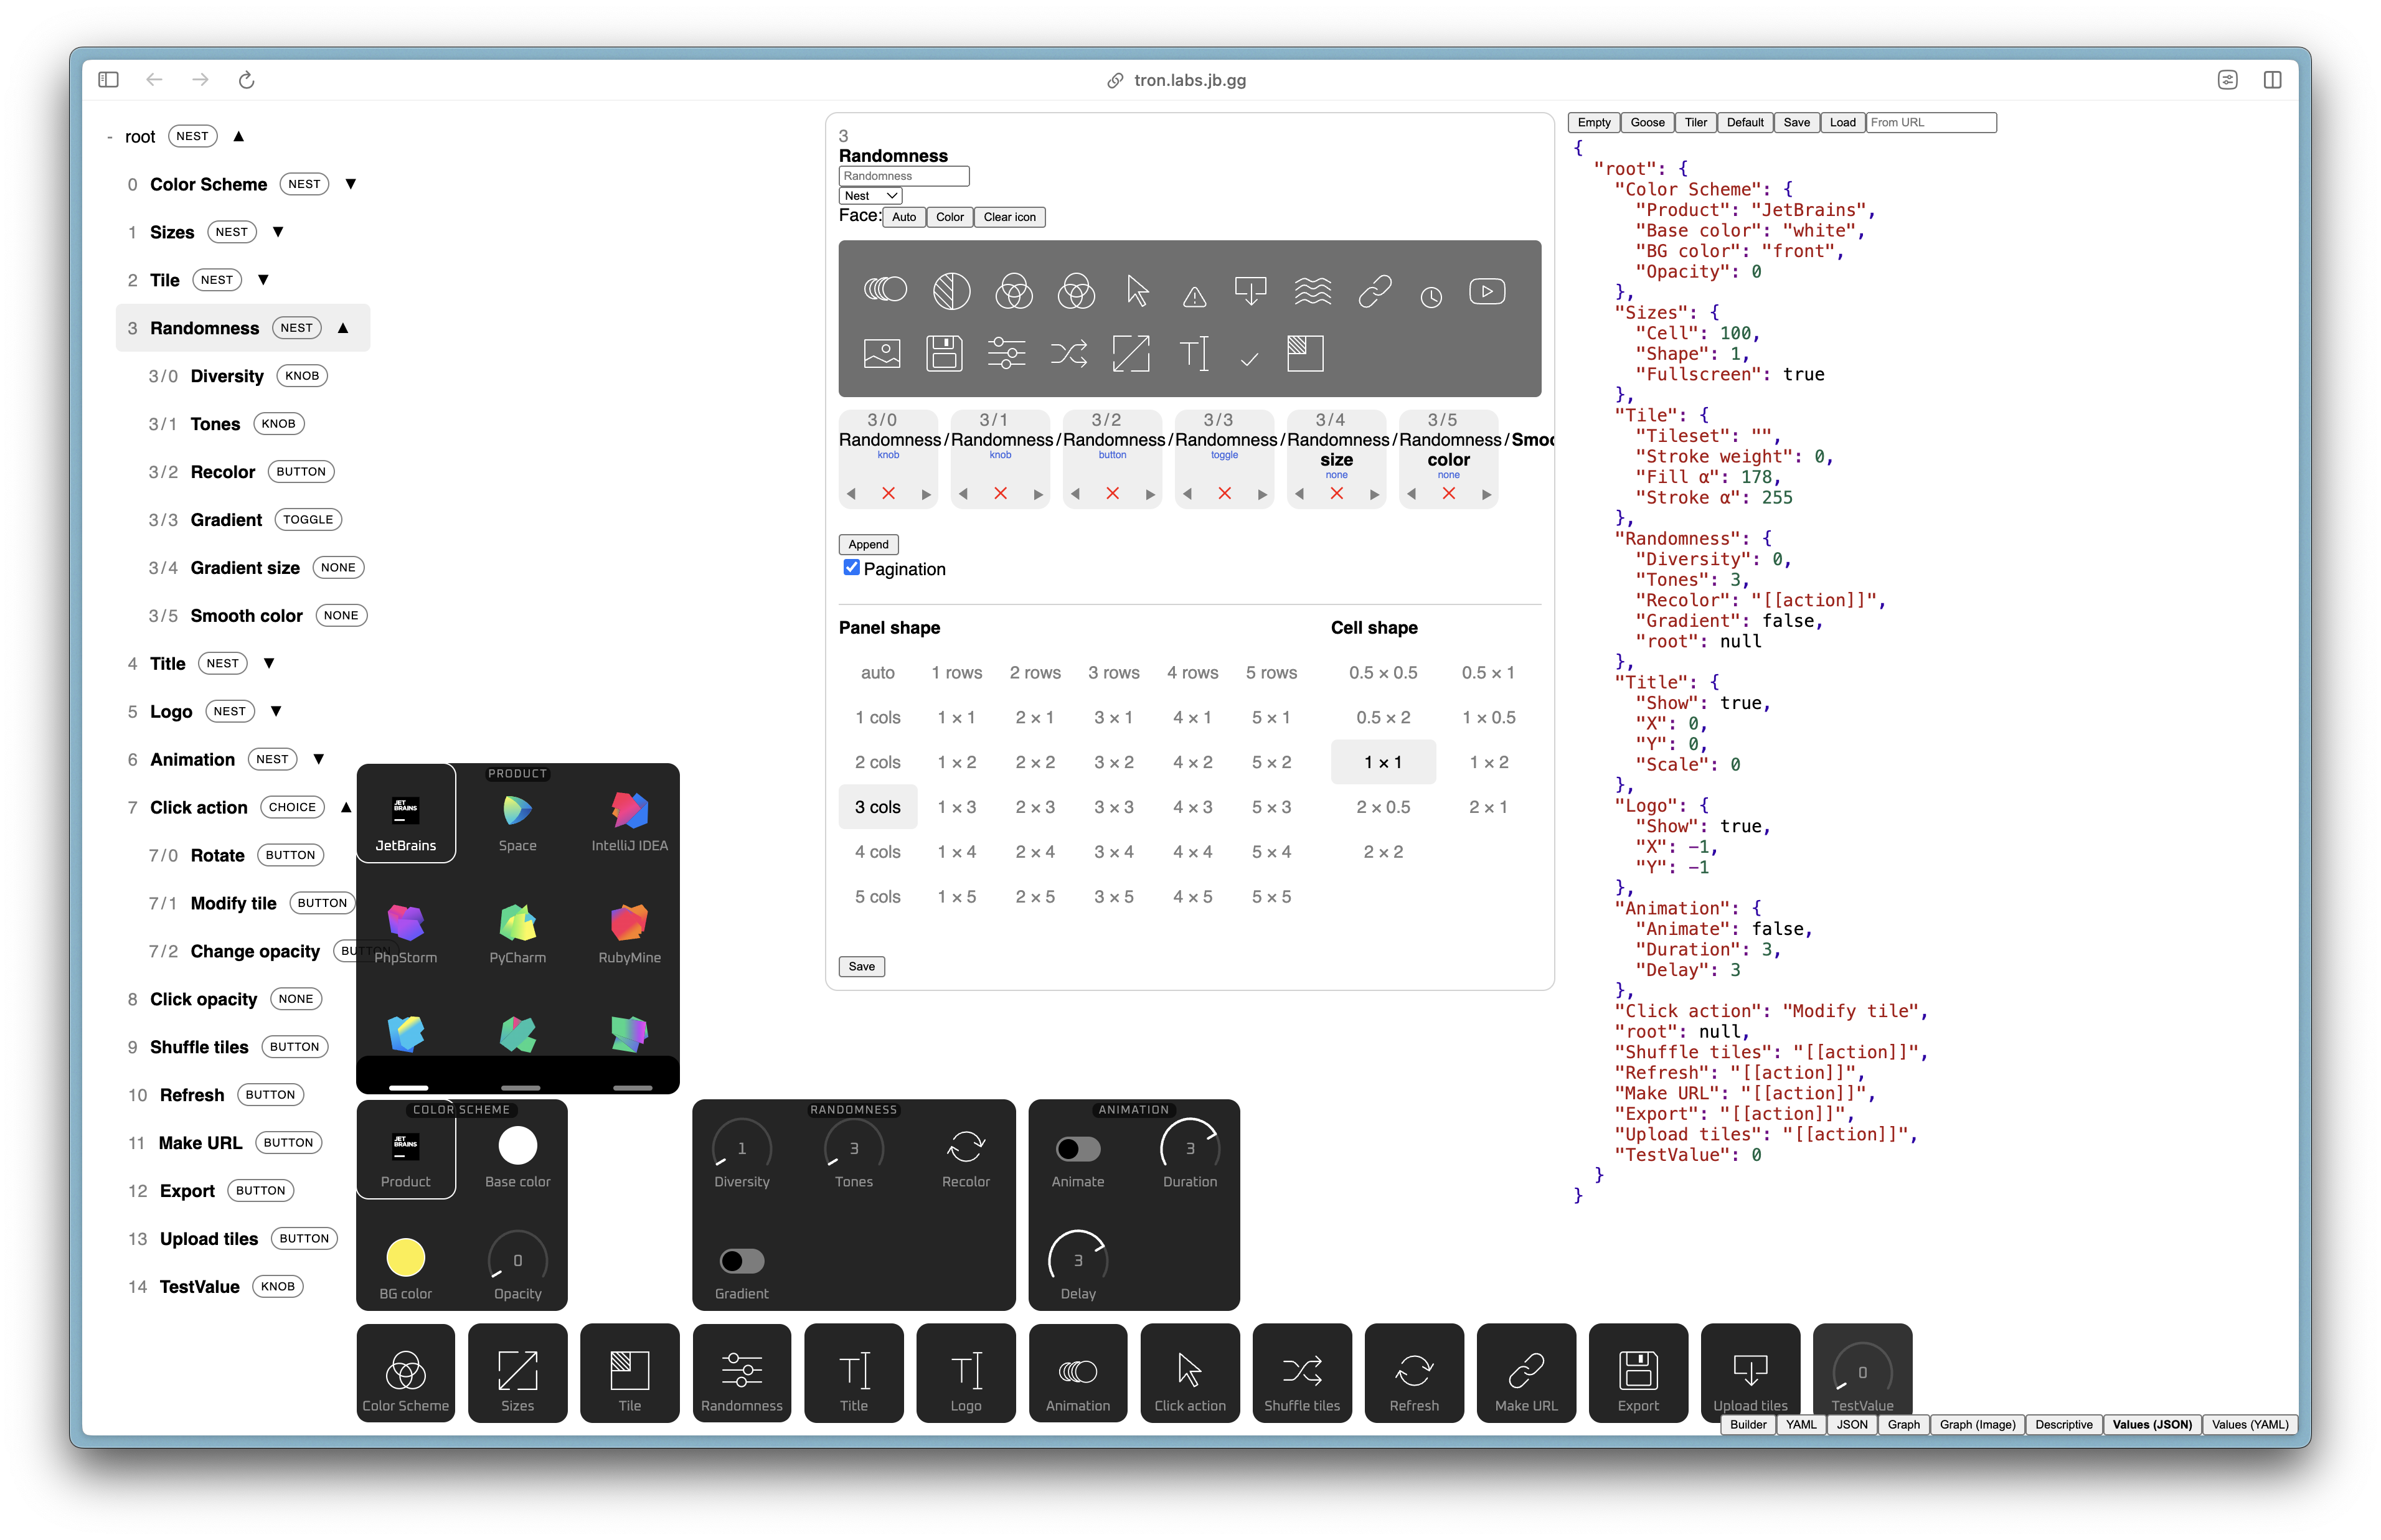 tron.labs.jb.gg
- root NEST ▲
0 Color Scheme NEST ▼
1 Sizes NEST ▼
2 Tile NEST ▼
3 Randomness NEST ▲
3/0 Diversity KNOB
3/1 Tones KNOB
3/2 Recolor BUTTON
3/3 Gradient TOGGLE
3/4 Gradient size NONE
3/5 Smooth color NONE
4 Title NEST ▼
5 Logo NEST ▼
6 Animation NEST ▼
7 Click action CHOICE ▲
7/0 Rotate BUTTON
7/1 Modify tile BUTTON
7/2 Change opacity BUTTON
8 Click opacity NONE
9 Shuffle tiles BUTTON
10 Refresh BUTTON
11 Make URL BUTTON
12 Export BUTTON
13 Upload tiles BUTTON
14 TestValue KNOB
PRODUCT
JET BRAINS
JetBrains Space IntelliJ IDEA
PhpStorm PyCharm RubyMine
COLOR SCHEME
JET BRAINS
Product Base color
0
BG color Opacity
RANDOMNESS
1 3
Diversity Tones Recolor
Gradient
ANIMATION
3
Animate Duration
3
Delay
0
Color Scheme Sizes Tile Randomness Title Logo Animation Click action Shuffle tiles Refresh Make URL Export Upload tiles TestValue
3
Randomness
Randomness
Nest
Face: Auto Color Clear icon
3/0 3/1 3/2 3/3 3/4 3/5
Randomness/Randomness/Randomness/Randomness/Randomness/Randomness/Smoo
size color
knob knob button toggle none none
Append
Pagination
Panel shape Cell shape
auto 1 rows 2 rows 3 rows 4 rows 5 rows 0.5 × 0.5 0.5 × 1
1 cols 1 × 1 2 × 1 3 × 1 4 × 1 5 × 1 0.5 × 2 1 × 0.5
2 cols 1 × 2 2 × 2 3 × 2 4 × 2 5 × 2 1 × 1 1 × 2
3 cols 1 × 3 2 × 3 3 × 3 4 × 3 5 × 3 2 × 0.5 2 × 1
4 cols 1 × 4 2 × 4 3 × 4 4 × 4 5 × 4 2 × 2
5 cols 1 × 5 2 × 5 3 × 5 4 × 5 5 × 5
Save
Empty Goose Tiler Default Save Load From URL
{
"root": {
"Color Scheme": {
"Product": "JetBrains",
"Base color": "white",
"BG color": "front",
"Opacity": 0
},
"Sizes": {
"Cell": 100,
"Shape": 1,
"Fullscreen": true
},
"Tile": {
"Tileset": "",
"Stroke weight": 0,
"Fill α": 178,
"Stroke α": 255
},
"Randomness": {
"Diversity": 0,
"Tones": 3,
"Recolor": "[[action]]",
"Gradient": false,
"root": null
},
"Title": {
"Show": true,
"X": 0,
"Y": 0,
"Scale": 0
},
"Logo": {
"Show": true,
"X": -1,
"Y": -1
},
"Animation": {
"Animate": false,
"Duration": 3,
"Delay": 3
},
"Click action": "Modify tile",
"root": null,
"Shuffle tiles": "[[action]]",
"Refresh": "[[action]]",
"Make URL": "[[action]]",
"Export": "[[action]]",
"Upload tiles": "[[action]]",
"TestValue": 0
}
}
Builder YAML JSON Graph Graph (Image) Descriptive Values (JSON) Values (YAML)